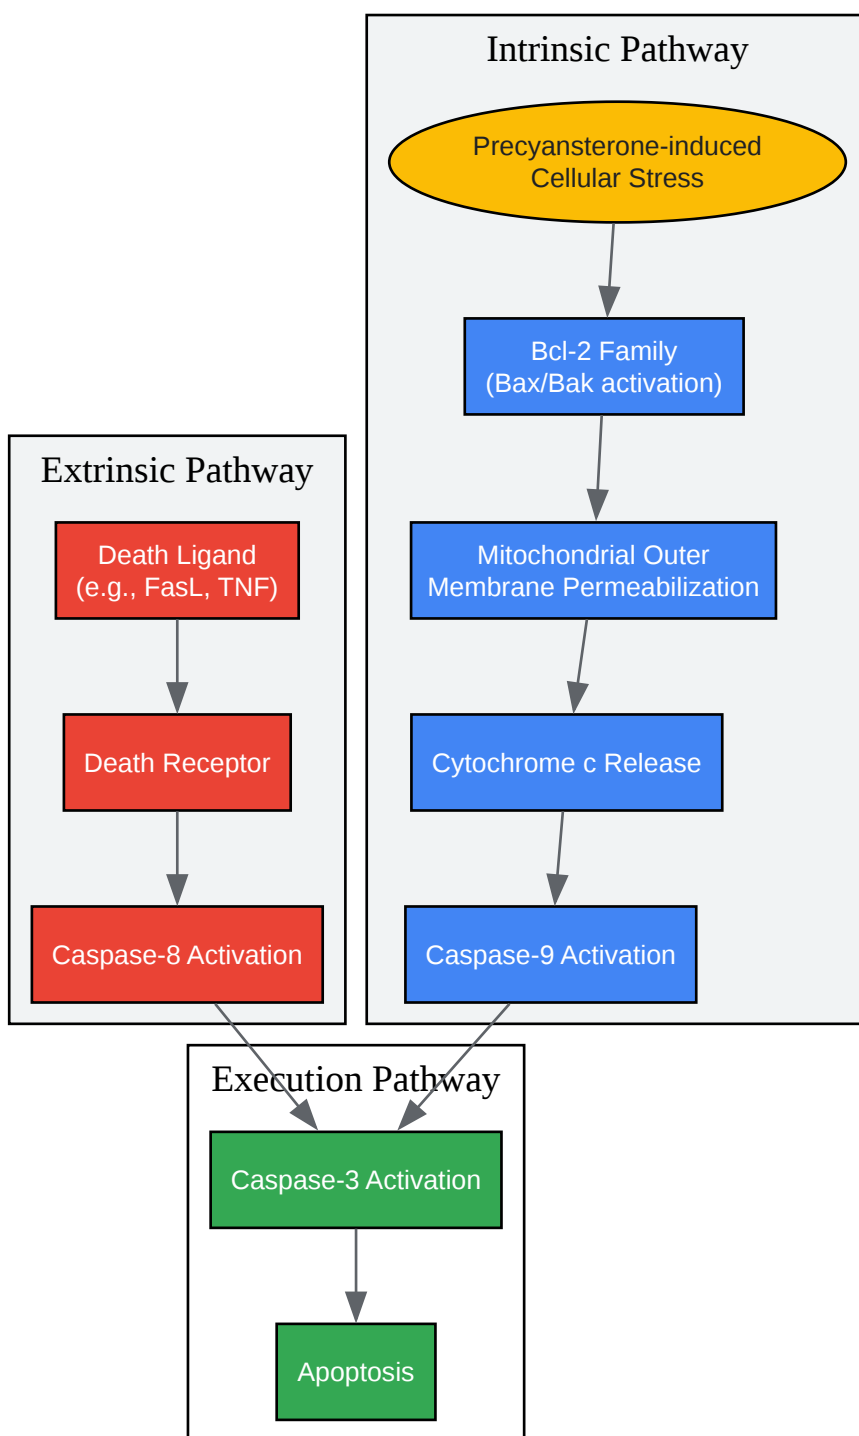 Intrinsic Pathway
Precyansterone-induced
Cellular Stress
Bcl-2 Family
(Bax/Bak activation)
Mitochondrial Outer
Membrane Permeabilization
Cytochrome c Release
Caspase-9 Activation
Extrinsic Pathway
Death Ligand
(e.g., FasL, TNF)
Death Receptor
Caspase-8 Activation
Execution Pathway
Caspase-3 Activation
Apoptosis